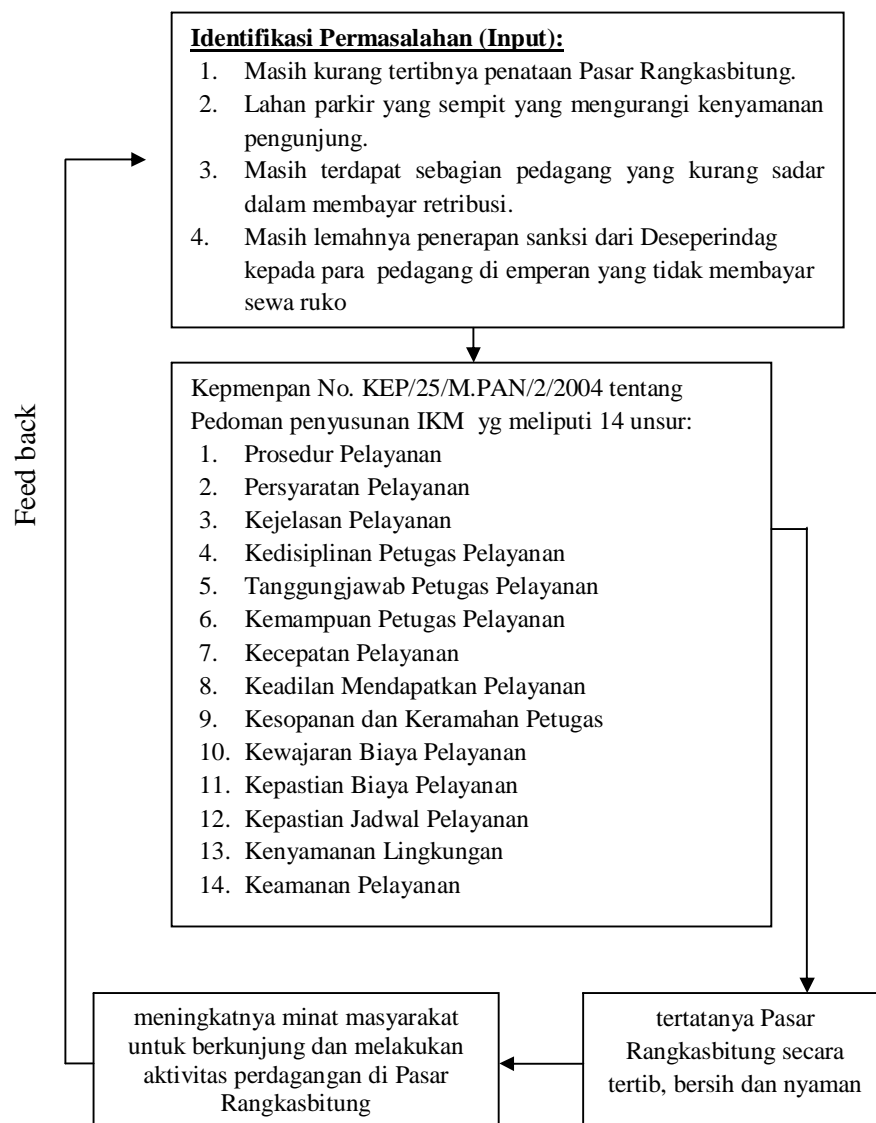 Identifikasi Permasalahan (Input):
1. Masih kurang tertibnya penataan Pasar Rangkasbitung.
2. Lahan parkir yang sempit yang mengurangi kenyamanan
pengunjung.
3. Masih terdapat sebagian pedagang yang kurang sadar
dalam membayar retribusi.
4. Masih lemahnya penerapan sanksi dari Deseperindag
kepada para pedagang di emperan yang tidak membayar
sewa ruko
Feed back
Kepmenpan No. KEP/25/M.PAN/2/2004 tentang
Pedoman penyusunan IKM yg meliputi 14 unsur:
1. Prosedur Pelayanan
2. Persyaratan Pelayanan
3. Kejelasan Pelayanan
4. Kedisiplinan Petugas Pelayanan
5. Tanggungjawab Petugas Pelayanan
6. Kemampuan Petugas Pelayanan
7. Kecepatan Pelayanan
8. Keadilan Mendapatkan Pelayanan
9. Kesopanan dan Keramahan Petugas
10. Kewajaran Biaya Pelayanan
11. Kepastian Biaya Pelayanan
12. Kepastian Jadwal Pelayanan
13. Kenyamanan Lingkungan
14. Keamanan Pelayanan
meningkatnya minat masyarakat
untuk berkunjung dan melakukan
aktivitas perdagangan di Pasar
Rangkasbitung
tertatanya Pasar
Rangkasbitung secara
tertib, bersih dan nyaman